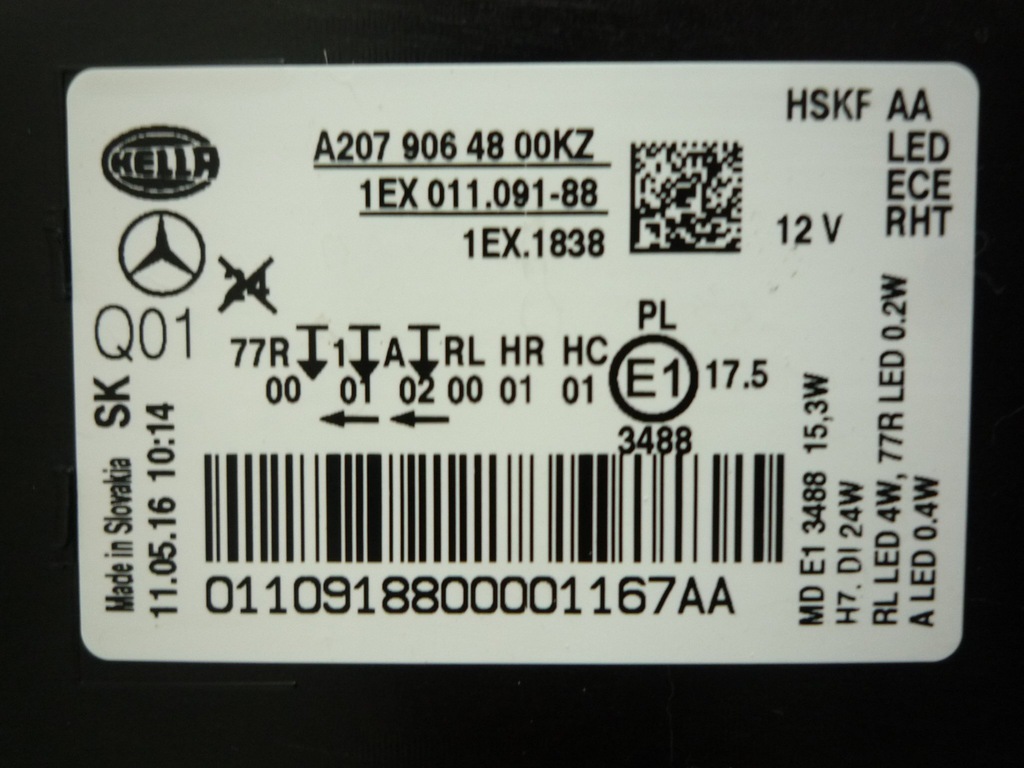 HELLA
A207 906 48 00KZ
1EX 011.091-88
1EX.1838
HSKF AA
LED
ECE
RHT
12 V
24
Q01
77R 1 A RL HR HC
00 01 02 00 01 01
PL
E1 17.5
3488
SK
Made in Slovakia
11.05.16 10:14
0110918800001167AA
MD E1 3488 15,3W
H7. DI 24W
RL LED 4W, 77R LED 0.2W
A LED 0.4W